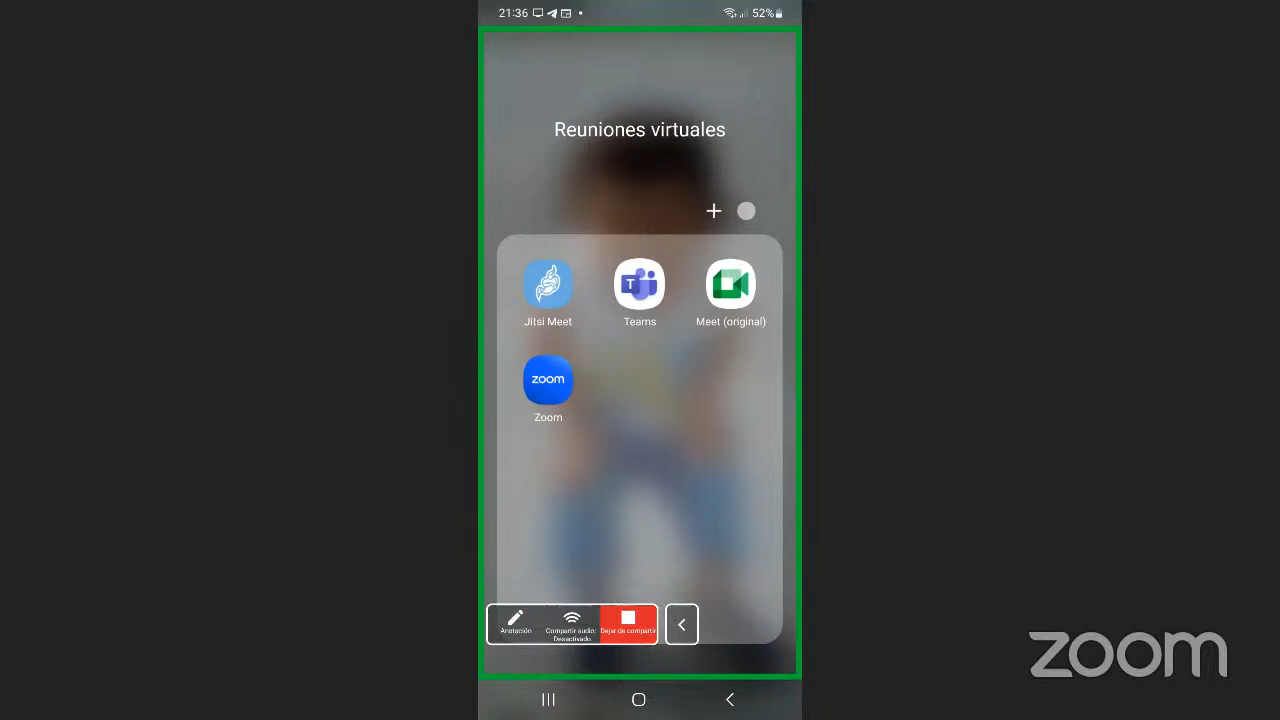 21:36 52%
Reuniones virtuales
Jitsi Meet Teams Meet (original)
zoom
Zoom
Anotación Compartir audio: Desactivado Dejar de compartir
zoom